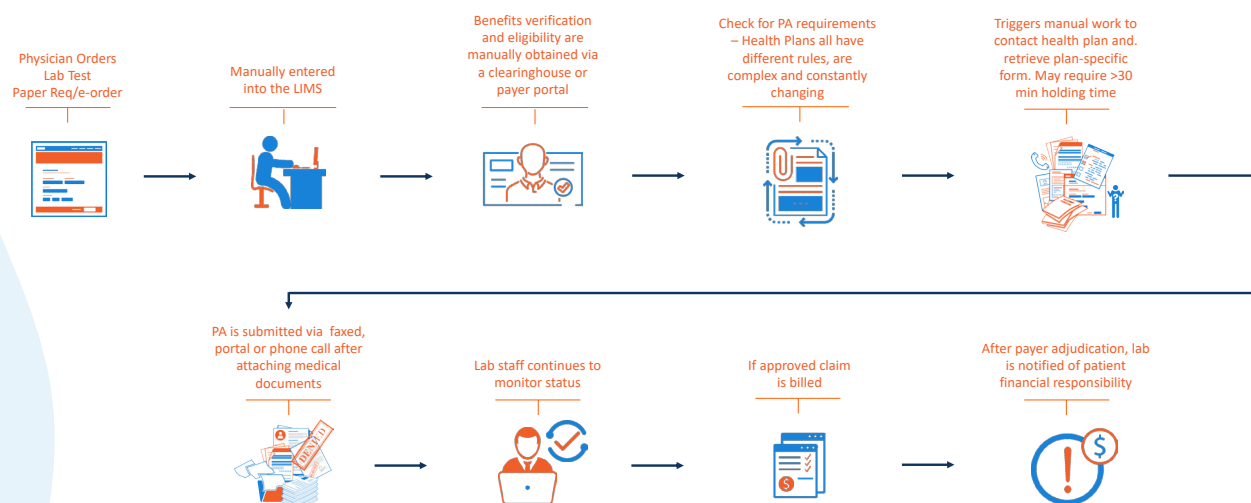 Physician Orders
Lab Test
Paper Req/e-order
Manually entered
into the LIMS
Benefits verification
and eligibility are
manually obtained via
a clearinghouse or
payer portal
Check for PA requirements
– Health Plans all have
different rules, are
complex and constantly
changing
Triggers manual work to
contact health plan and.
retrieve plan-specific
form. May require >30
min holding time
PA is submitted via  faxed,
portal or phone call after
attaching medical
documents
DENIED
Lab staff continues to
monitor status
If approved claim
is billed
$
After payer adjudication, lab
is notified of patient
financial responsibility
!
$